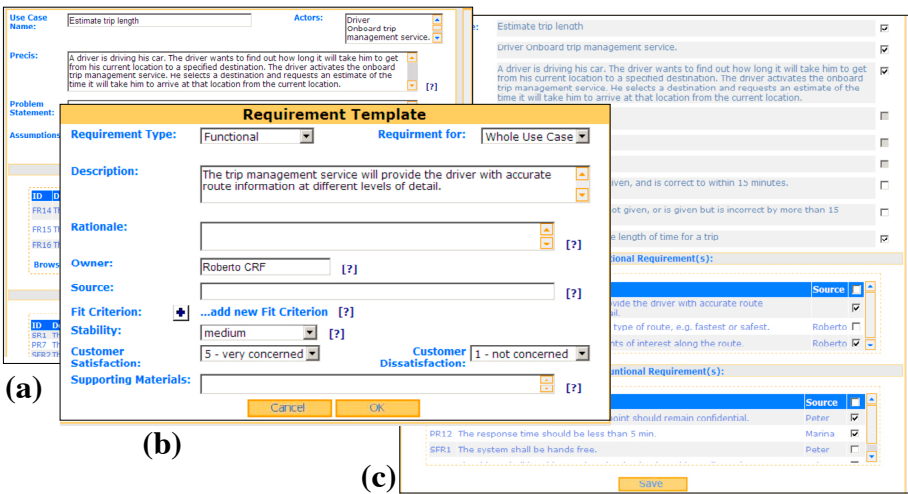 Use Case
Name:
Estimate trip length
Actors:
Driver
Onboard trip
management service.
Precis:
A driver is driving his car. The driver wants to find out how long it will take him to get
from his current location to a specified destination. The driver activates the onboard
trip management service. He selects a destination and requests an estimate of the
time it will take him to arrive at that location from the current location.
[?]
Problem
Statement:
Assumptions
ID D
FR14 Th
FR15 Th
FR16 Th
Brows
ID De
SR1 Th
PR7 Th
SFR2 Th
(a)
Requirement Template
Requirement Type:
Functional
Requirment for:
Whole Use Case
Description:
The trip management service will provide the driver with accurate
route information at different levels of detail.
Rationale:
[?]
Owner:
Roberto CRF
[?]
Source:
[?]
Fit Criterion:
...add new Fit Criterion [?]
Stability:
medium
[?]
Customer
Satisfaction:
5 - very concerned
Customer
Dissatisfaction:
1 - not concerned
Supporting Materials:
[?]
Cancel
OK
(b)
e:
Estimate trip length
Driver Onboard trip management service.
A driver is driving his car. The driver wants to find out how long it will take him to get
from his current location to a specified destination. The driver activates the onboard
trip management service. He selects a destination and requests an estimate of the
time it will take him to arrive at that location from the current location.
iven, and is correct to within 15 minutes.
ot given, or is given but is incorrect by more than 15
e length of time for a trip
tional Requirement(s):
Source
vide the driver with accurate route
ail.
type of route, e.g. fastest or safest.
Roberto
nts of interest along the route.
Roberto
untional Requirement(s):
Source
point should remain confidential.
Peter
PR12 The response time should be less than 5 min.
Marina
SFR1 The system shall be hands free.
Peter
Save
(c)